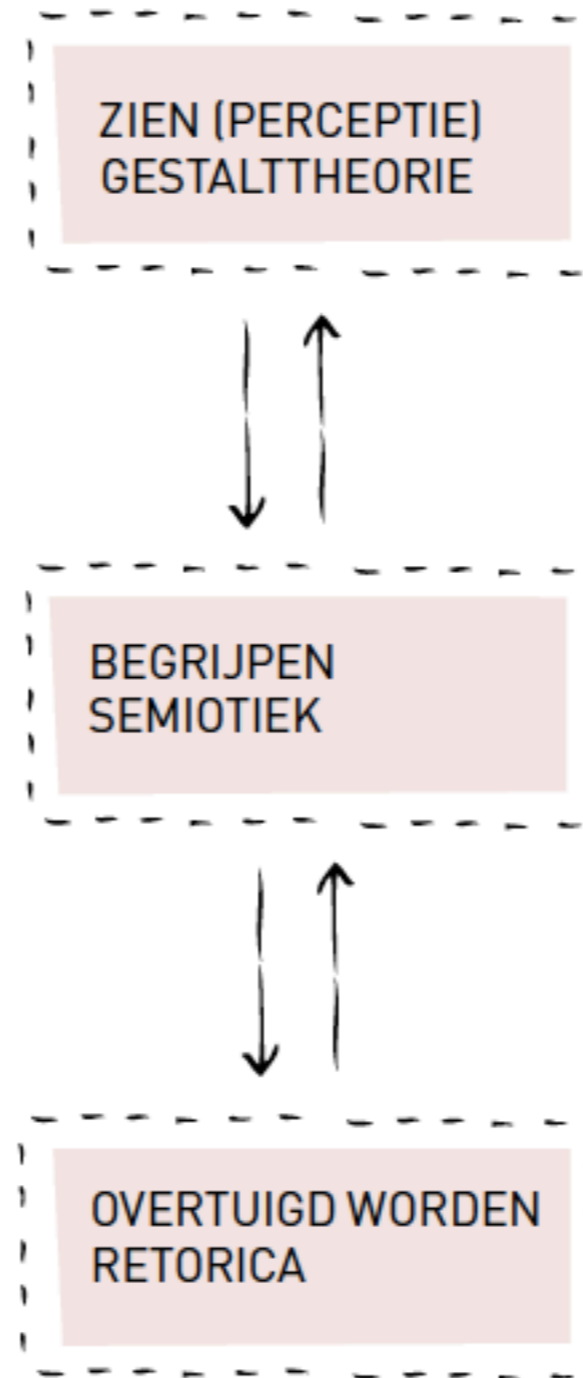 ZIEN (PERCEPTIE)
GESTALTTHEORIE
BEGRIJPEN
SEMIOTIEK
OVERTUIGD WORDEN
RETORICA